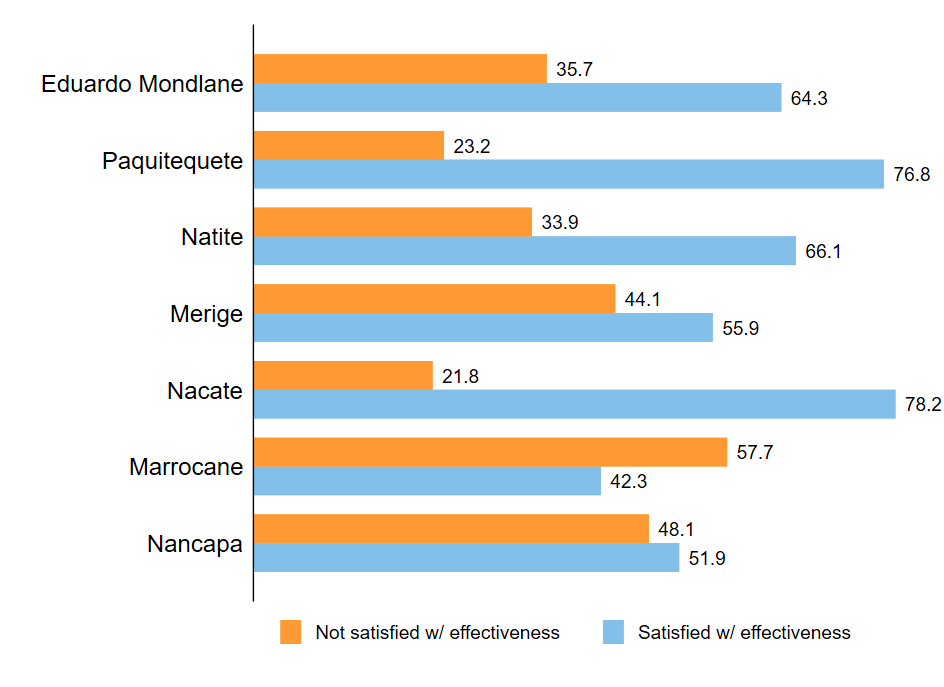 Eduardo Mondlane
35.7
64.3
Paquitequete
23.2
76.8
Natite
33.9
66.1
Merige
44.1
55.9
Nacate
21.8
78.2
Marrocane
57.7
42.3
Nancapa
48.1
51.9
Not satisfied w/ effectiveness
Satisfied w/ effectiveness